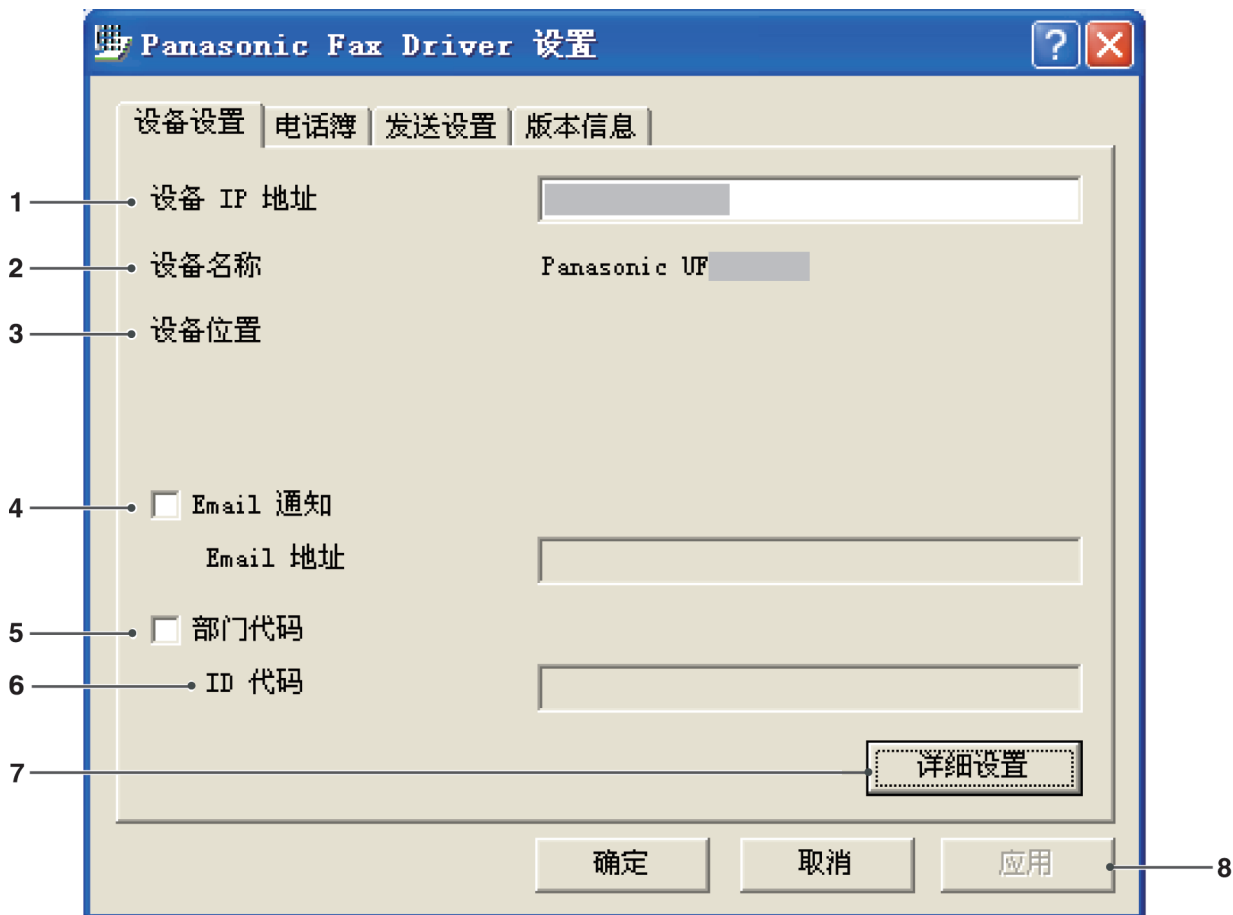 Panasonic Fax Driver 设置
设备设置 电话簿 发送设置 版本信息
1 设备 IP 地址
2 设备名称 Panasonic UF
3 设备位置
4 Email 通知
Email 地址
5 部门代码
6 ID 代码
7 详细设置
确定 取消 应用 8